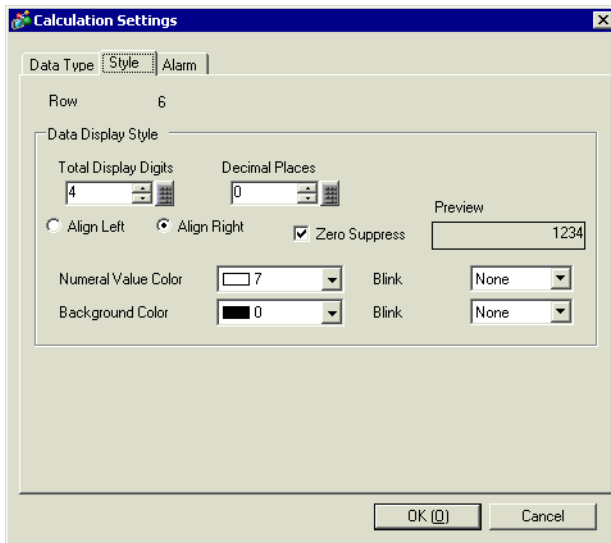 Calculation Settings
Data Type Style Alarm
Row 6
Data Display Style
Total Display Digits Decimal Places
4 0
Preview
Align Left Align Right Zero Suppress 1234
Numeral Value Color 7 Blink None
Background Color 0 Blink None
OK (O) Cancel